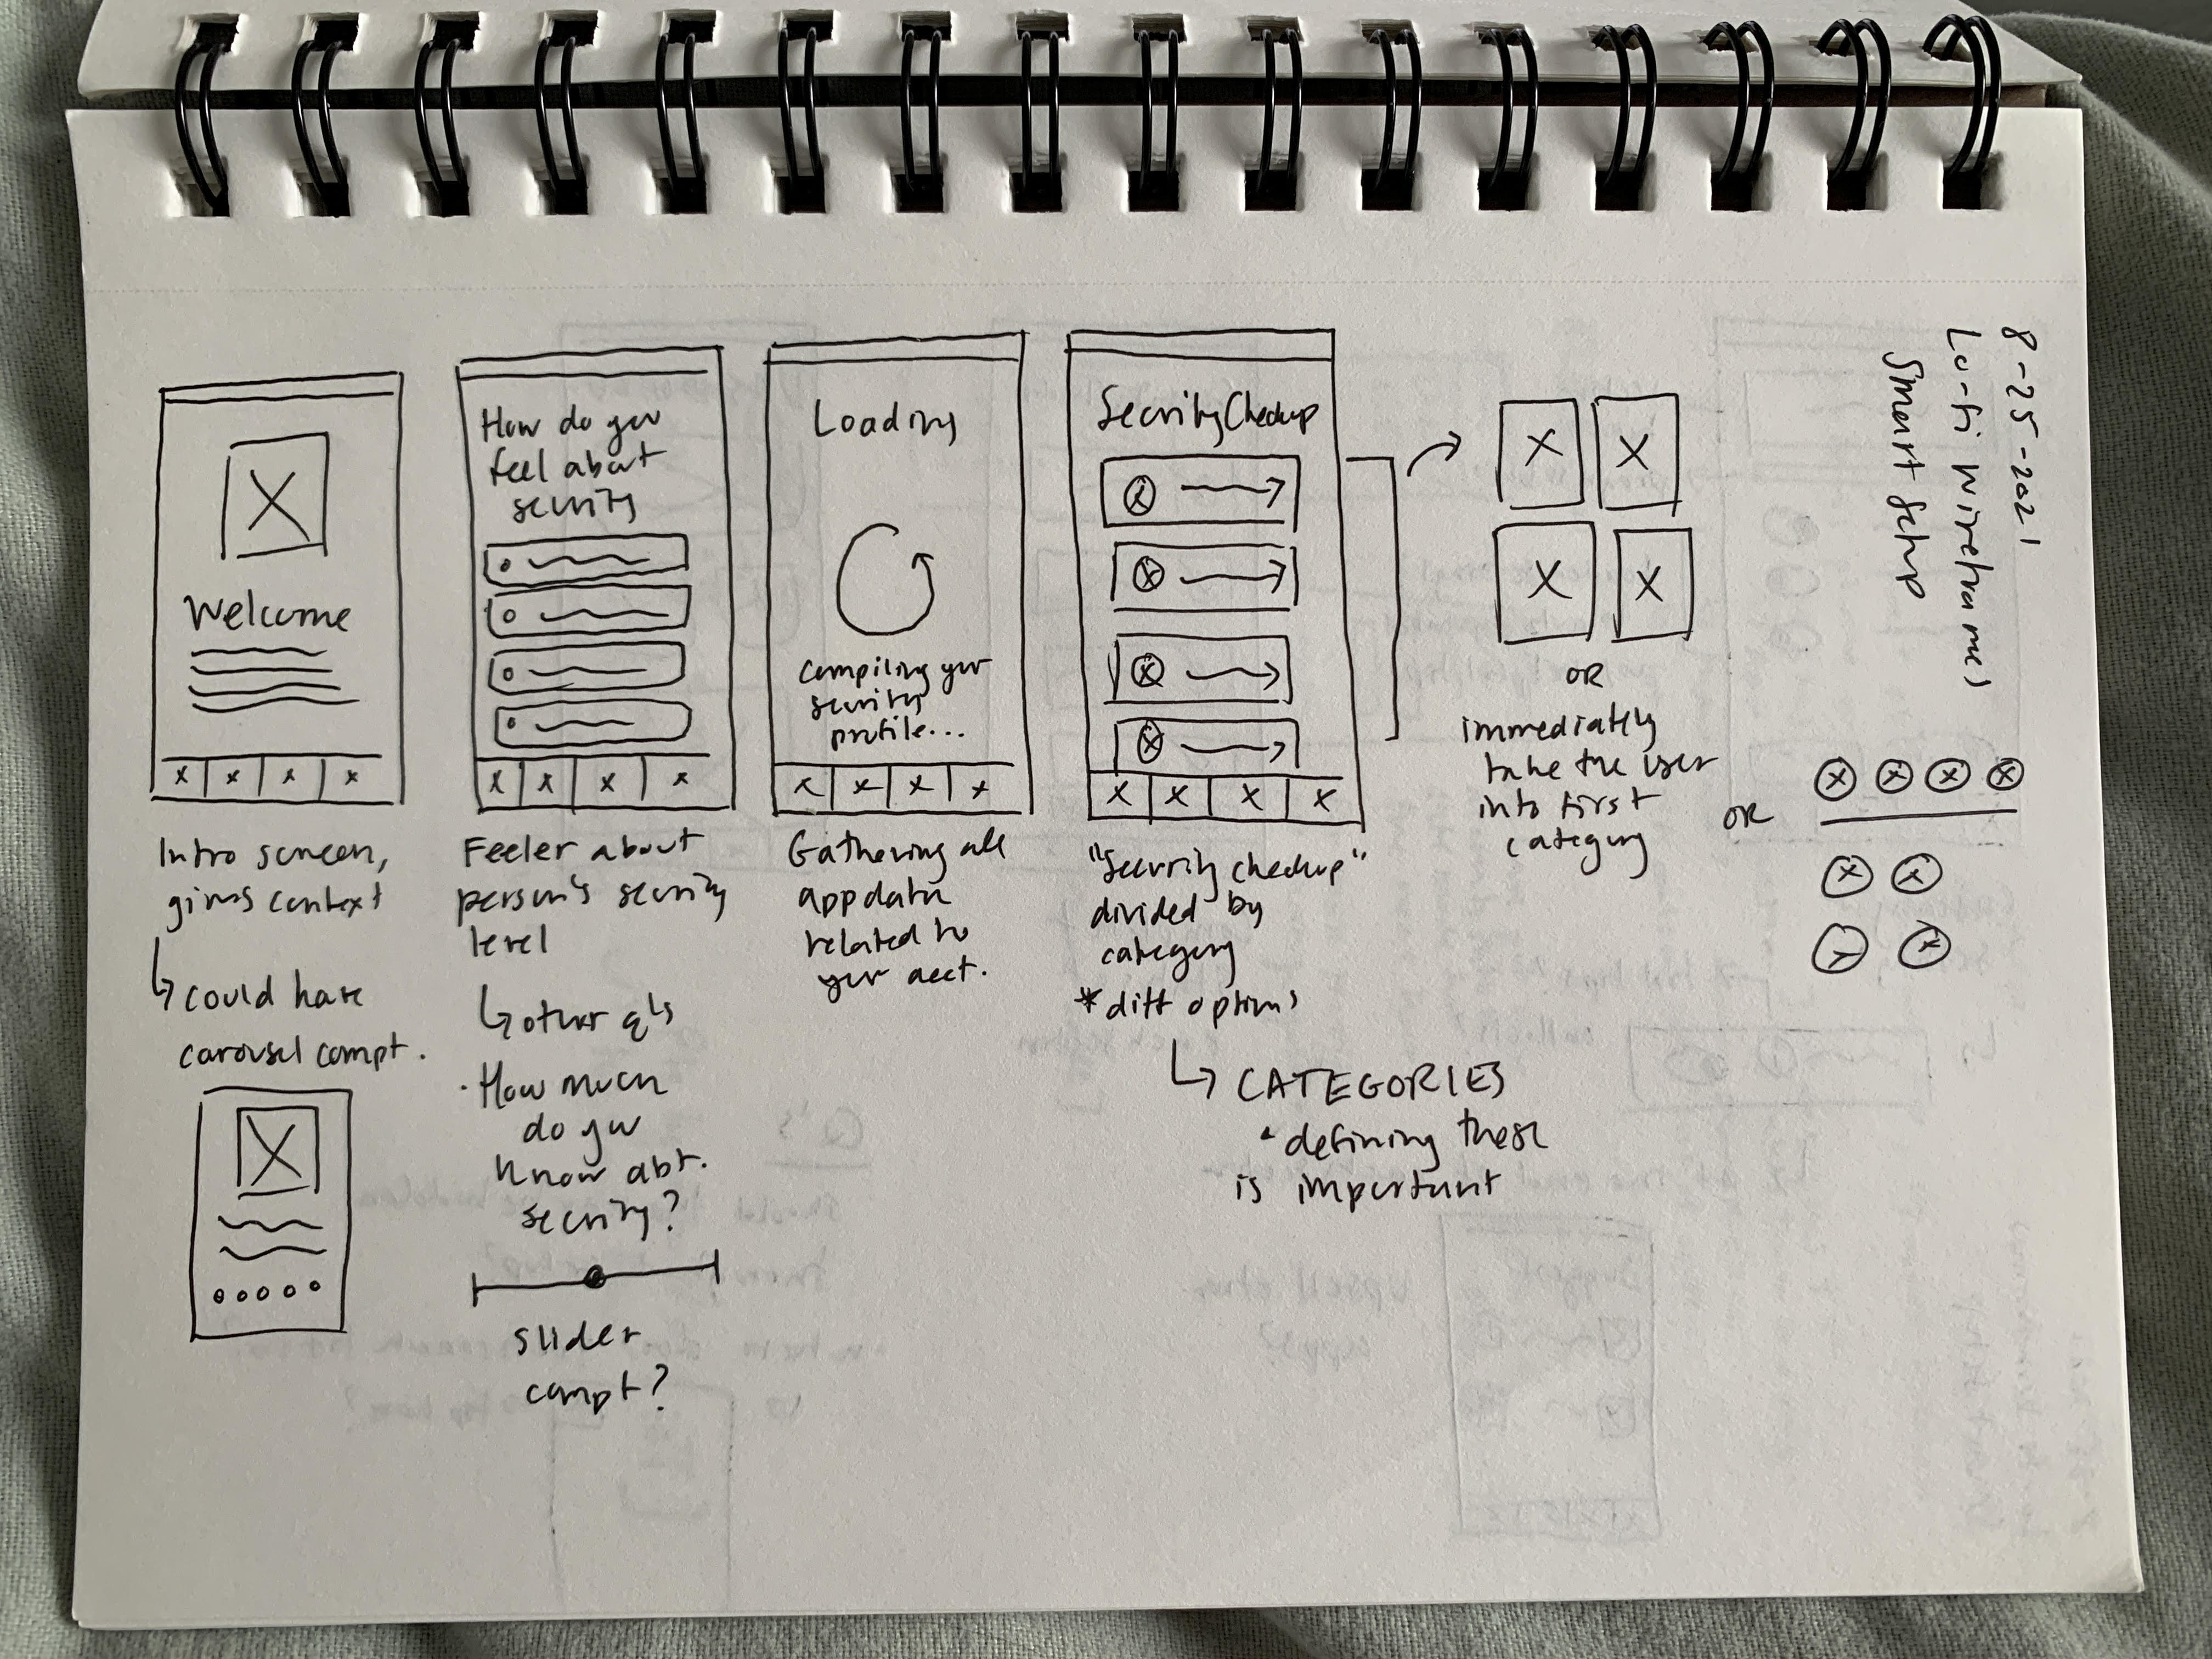 8-25-2021
Lo-fi Wireframes
Smart Setup
Welcome
Intro screen,
gives context
could have
carousel compt.
How do you
feel about
security
Feeler about
person's security
level
other q's
How much
do you
know abt.
security?
slider
compt?
Loading
Compiling your
security
profile...
Gathering all
app data
related to
your acct.
Security Checkup
"Security checkup"
divided by
category
*diff options
CATEGORIES
defining these
is important
OR
immediately
take the user
into first
category
OR